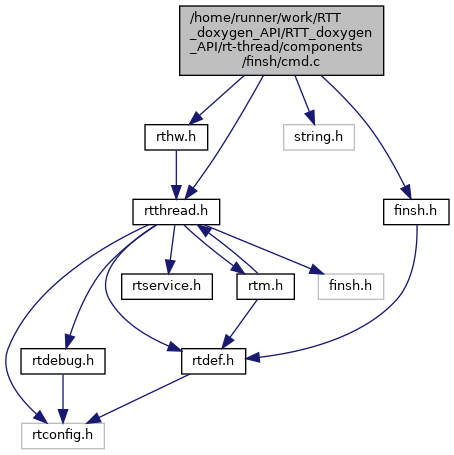 /home/runner/work/RTT
_doxygen_API/RTT_doxygen
_API/rt-thread/components
/finsh/cmd.c
rthw.h
string.h
rtthread.h
finsh.h
rtservice.h
rtm.h
finsh.h
rtdebug.h
rtdef.h
rtconfig.h